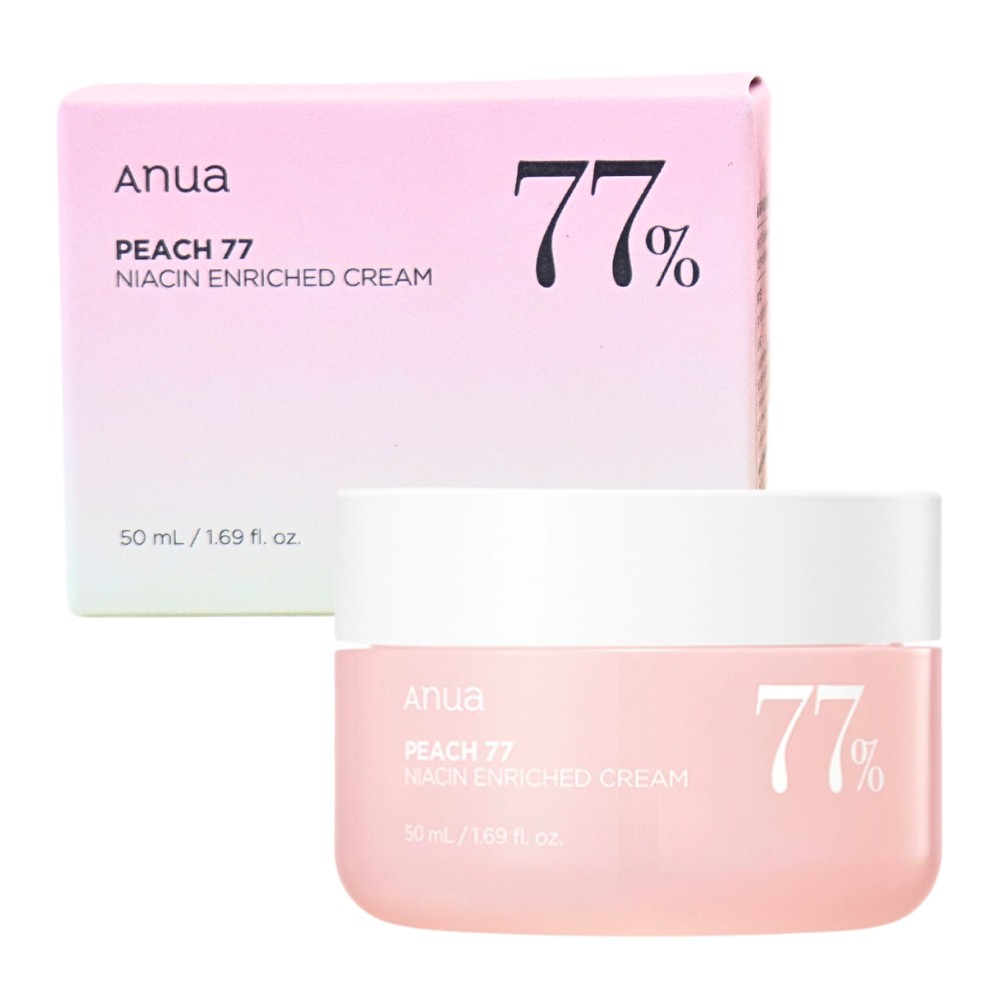 Anua
77%
PEACH 77
NIACIN ENRICHED CREAM
50 mL / 1.69 fl. oz.
Anua
77%
PEACH 77
NIACIN ENRICHED CREAM
50 mL / 1.69 fl. oz.